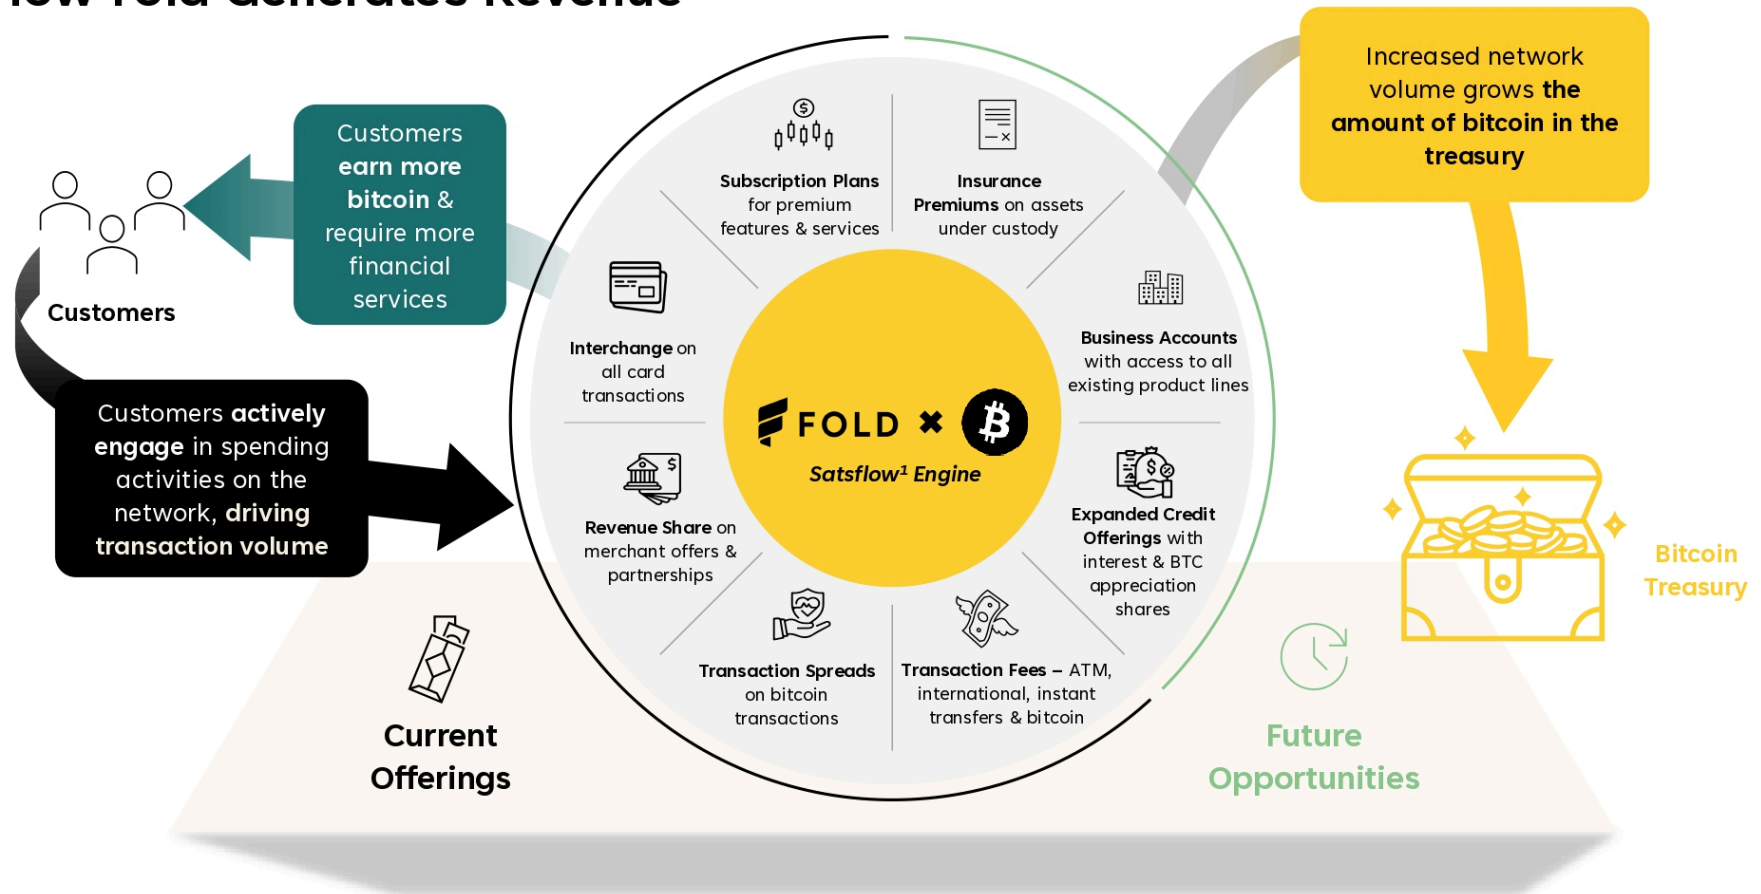 How Fold Generates Revenue
Increased network
volume grows the
amount of bitcoin in the
treasury
Customers
earn more
bitcoin &
require more
financial
services
Customers
Customers actively
engage in spending
activities on the
network, driving
transaction volume
Subscription Plans
for premium
features & services
Insurance
Premiums on assets
under custody
Interchange on
all card
transactions
Business Accounts
with access to all
existing product lines
FOLD × ₿
Satsflow¹ Engine
Revenue Share on
merchant offers &
partnerships
Expanded Credit
Offerings with
interest & BTC
appreciation
shares
Transaction Spreads
on bitcoin
transactions
Transaction Fees – ATM,
international, instant
transfers & bitcoin
Bitcoin
Treasury
Current
Offerings
Future
Opportunities